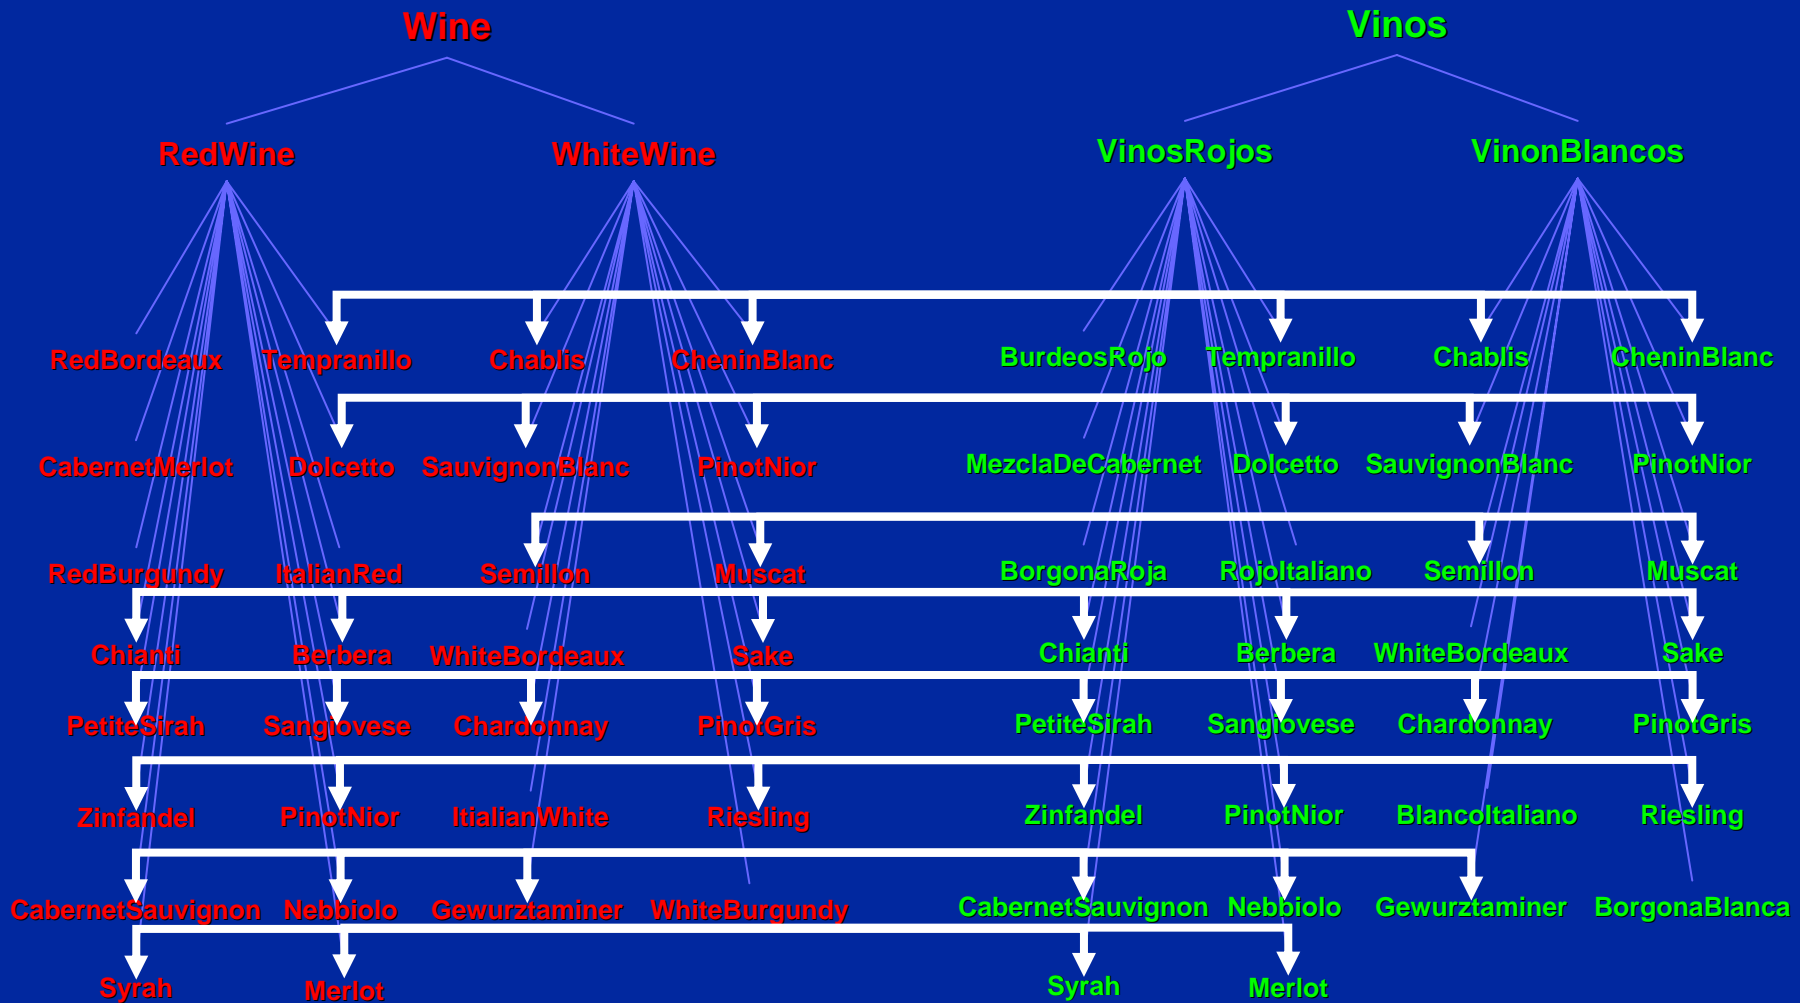 Wine Vinos
RedWine WhiteWine VinosRojos VinonBlancos
RedBordeaux Tempranillo Chablis CheninBlanc BurdeosRojo Tempranillo Chablis CheninBlanc
CabernetMerlot Dolcetto SauvignonBlanc PinotNior MezclaDeCabernet Dolcetto SauvignonBlanc PinotNior
RedBurgundy ItalianRed Semillon Muscat BorgonaRoja RojoItaliano Semillon Muscat
Chianti Berbera WhiteBordeaux Sake Chianti Berbera WhiteBordeaux Sake
PetiteSirah Sangiovese Chardonnay PinotGris PetiteSirah Sangiovese Chardonnay PinotGris
Zinfandel PinotNior ItialianWhite Riesling Zinfandel PinotNior BlancoItaliano Riesling
CabernetSauvignon Nebbiolo Gewurztaminer WhiteBurgundy CabernetSauvignon Nebbiolo Gewurztaminer BorgonaBlanca
Syrah Merlot Syrah Merlot